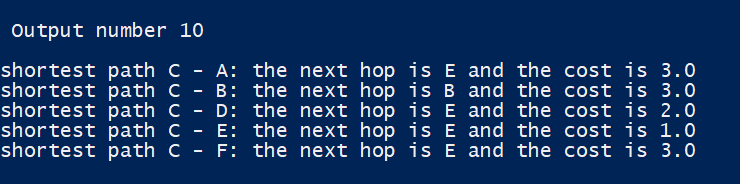 Output number 10
shortest path C - A: the next hop is E and the cost is 3.0
shortest path C - B: the next hop is B and the cost is 3.0
shortest path C - D: the next hop is E and the cost is 2.0
shortest path C - E: the next hop is E and the cost is 1.0
shortest path C - F: the next hop is E and the cost is 3.0